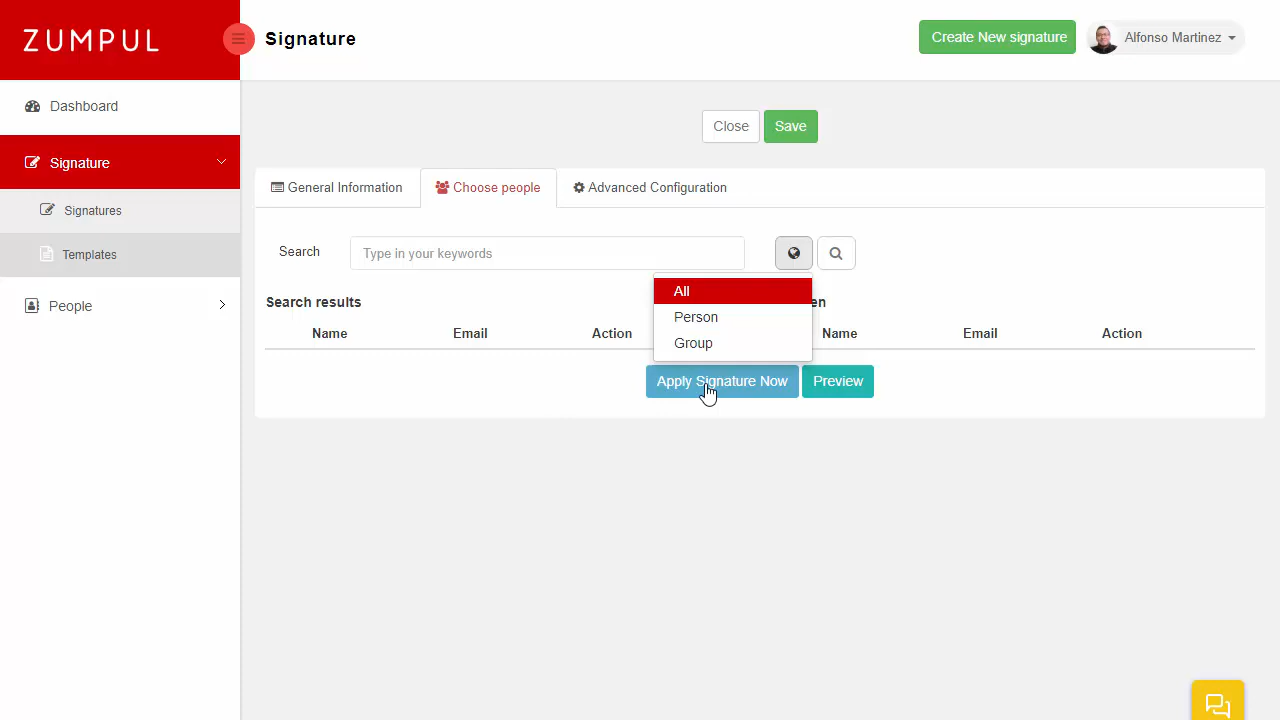 ZUMPUL
Signature
Create New signature
Alfonso Martinez
Dashboard
Signature
Signatures
Templates
People
Close
Save
General Information
Choose people
Advanced Configuration
Search
Type in your keywords
All
Person
Group
Search results
Name
Email
Action
Name
Email
Action
Apply Signature Now
Preview